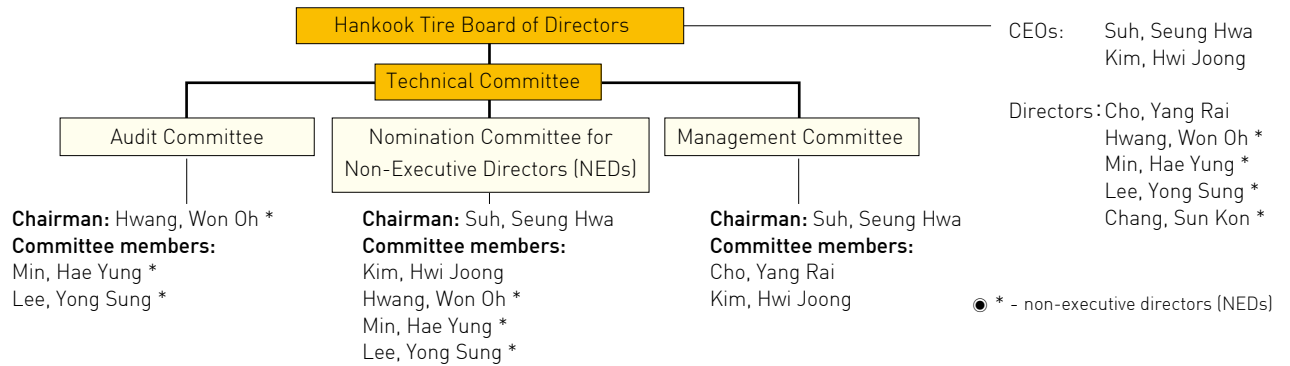 Hankook Tire Board of Directors
CEOs: Suh, Seung Hwa
Kim, Hwi Joong
Directors: Cho, Yang Rai
Hwang, Won Oh *
Min, Hae Yung *
Lee, Yong Sung *
Chang, Sun Kon *
Technical Committee
Audit Committee
Chairman: Hwang, Won Oh *
Committee members:
Min, Hae Yung *
Lee, Yong Sung *
Nomination Committee for
Non-Executive Directors (NEDs)
Chairman: Suh, Seung Hwa
Committee members:
Kim, Hwi Joong
Hwang, Won Oh *
Min, Hae Yung *
Lee, Yong Sung *
Management Committee
Chairman: Suh, Seung Hwa
Committee members:
Cho, Yang Rai
Kim, Hwi Joong
◉ * - non-executive directors (NEDs)